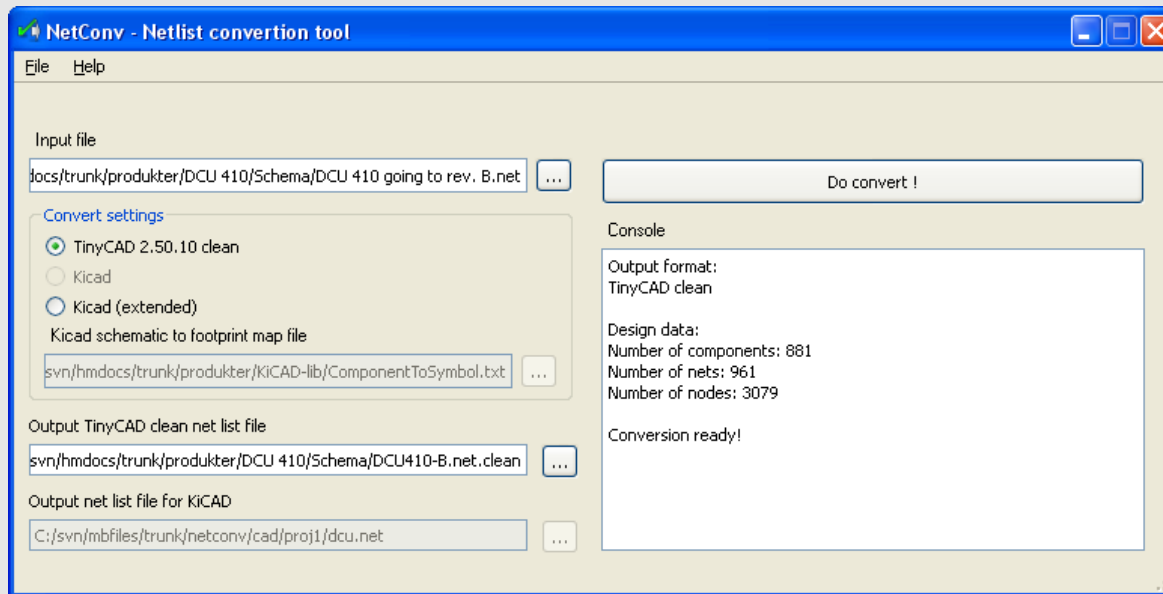 NetConv - Netlist convertion tool
File Help
Input file
docs/trunk/produkter/DCU 410/Schema/DCU 410 going to rev. B.net ...
Convert settings
TinyCAD 2.50.10 clean
Kicad
Kicad (extended)
Kicad schematic to footprint map file
svn/hmdocs/trunk/produkter/KiCAD-lib/ComponentToSymbol.txt ...
Output TinyCAD clean net list file
svn/hmdocs/trunk/produkter/DCU 410/Schema/DCU410-B.net.clean ...
Output net list file for KiCAD
C:/svn/mbfiles/trunk/netconv/cad/proj1/dcu.net ...
Do convert !
Console
Output format:
TinyCAD clean
Design data:
Number of components: 881
Number of nets: 961
Number of nodes: 3079
Conversion ready!